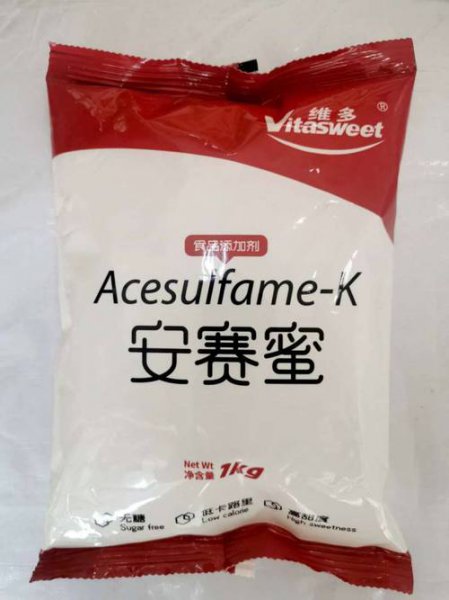 维多®
Vitasweet
食品添加剂
Acesulfame-K
安赛蜜
Net Wt
净含量 1kg
无糖 低卡路里 高甜度
Sugar free Low calorie High sweetness